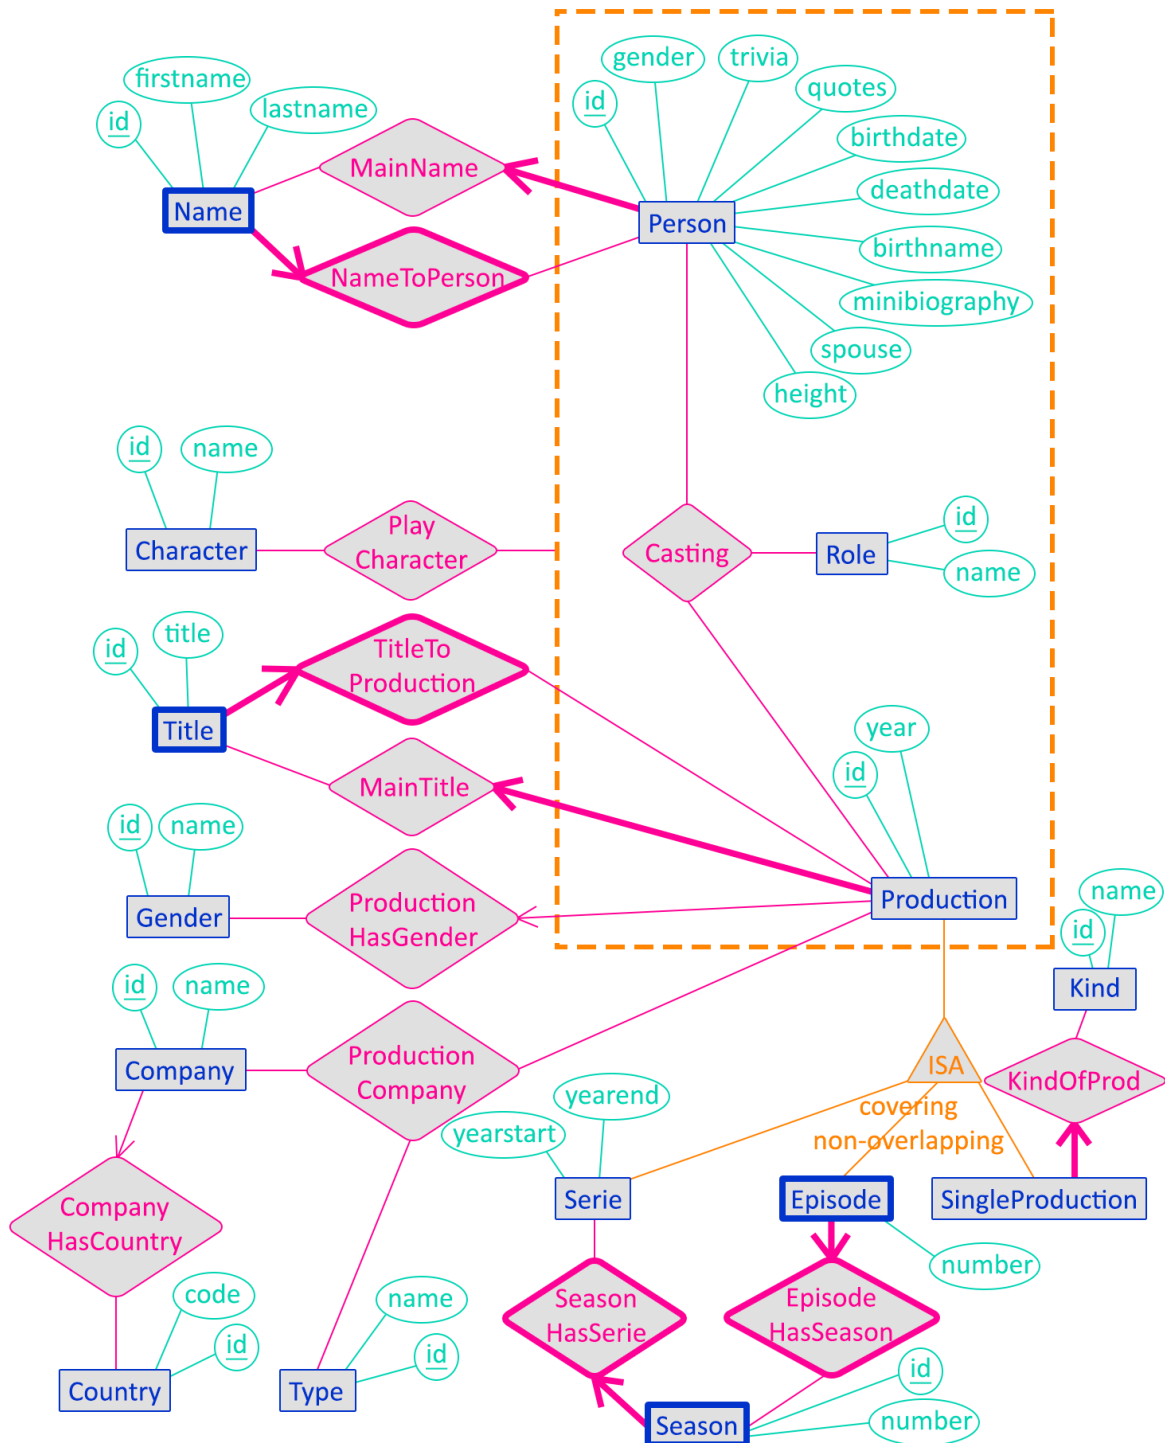 gender
trivia
firstname
quotes
id
lastname
id
birthdate
MainName
deathdate
Name
Person
birthname
NameToPerson
minibiography
spouse
height
id
name
id
Play
Character
Character
Casting
Role
name
title
id
TitleTo
Production
year
Title
id
MainTitle
id
name
name
Production
HasGender
Production
Gender
id
id
name
Kind
Production
Company
Company
ISA
KindOfProd
yearend
covering
yearstart
non-overlapping
Serie
Episode
SingleProduction
Company
HasCountry
number
code
name
Season
HasSerie
Episode
HasSeason
id
id
id
Country
Type
Season
number